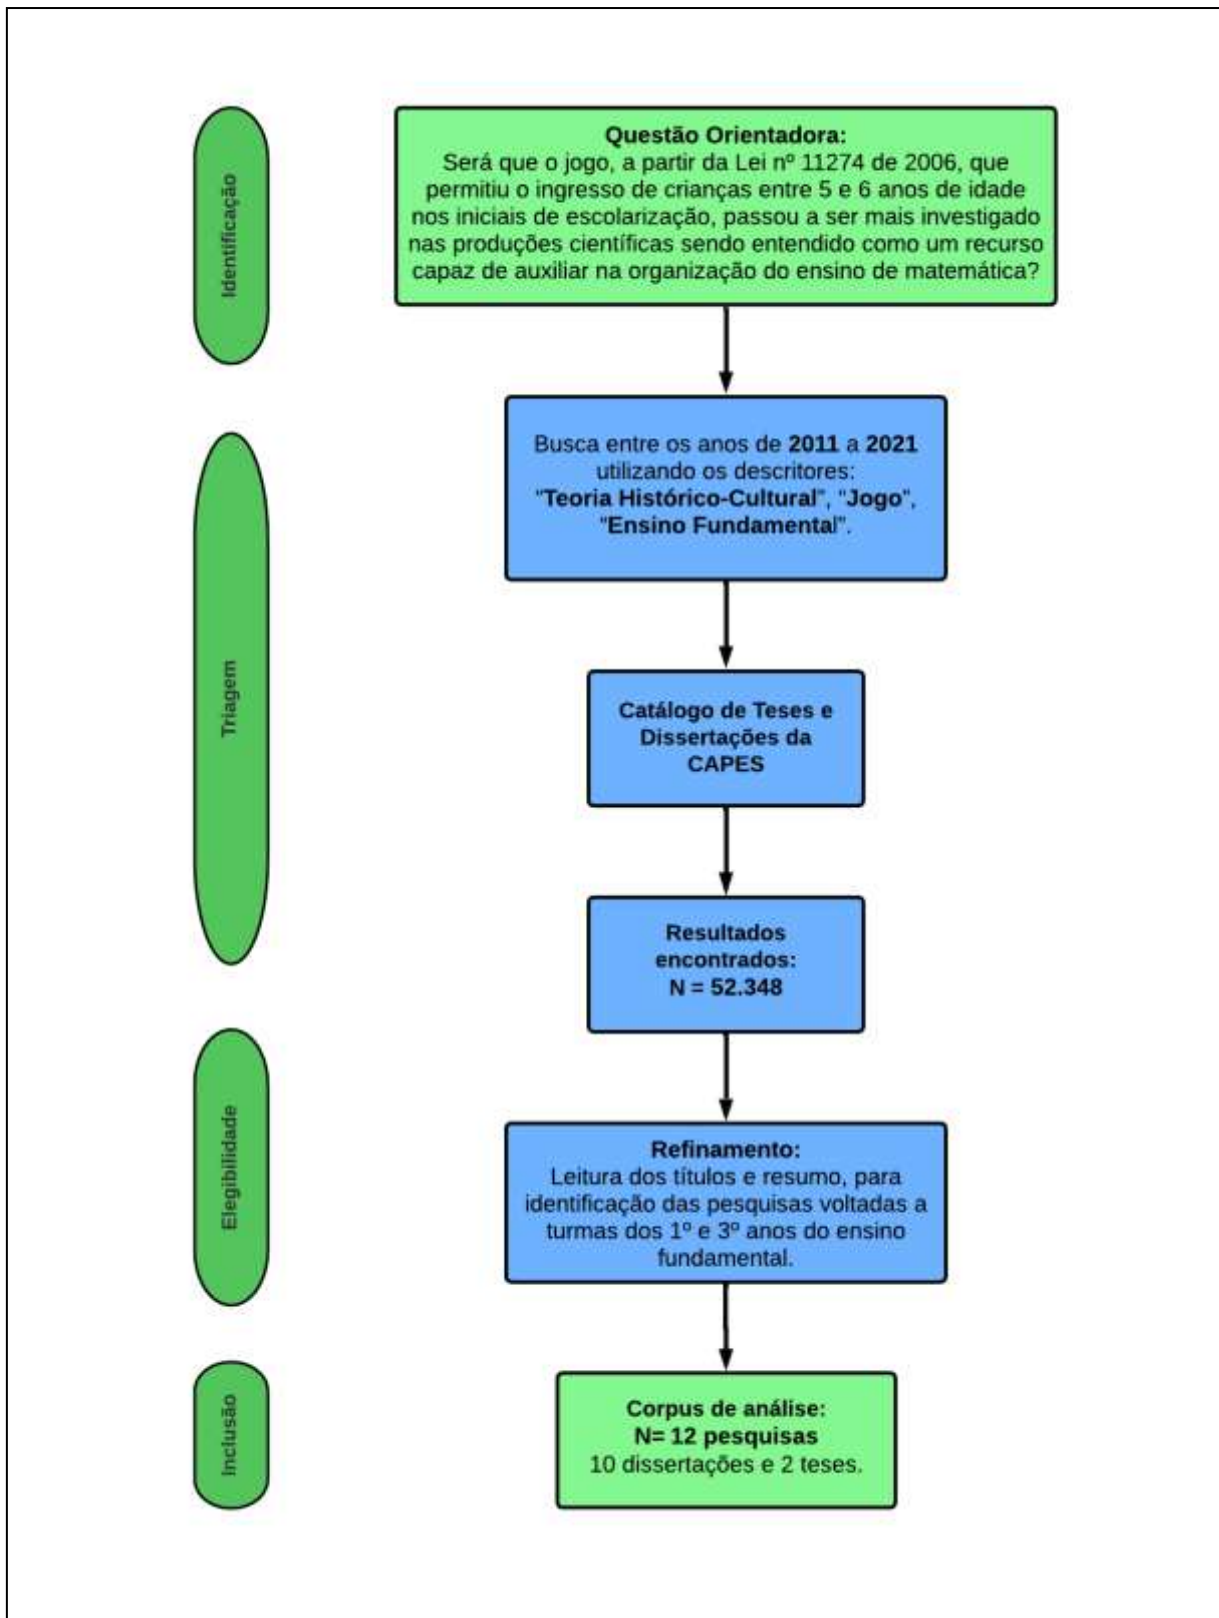 Identificação
Questão Orientadora:
Será que o jogo, a partir da Lei nº 11274 de 2006, que
permitiu o ingresso de crianças entre 5 e 6 anos de idade
nos iniciais de escolarização, passou a ser mais investigado
nas produções científicas sendo entendido como um recurso
capaz de auxiliar na organização do ensino de matemática?
Triagem
Busca entre os anos de 2011 a 2021
utilizando os descritores:
"Teoria Histórico-Cultural", "Jogo",
"Ensino Fundamental".
Catálogo de Teses e
Dissertações da
CAPES
Resultados
encontrados:
N = 52.348
Elegibilidade
Refinamento:
Leitura dos títulos e resumo, para
identificação das pesquisas voltadas a
turmas dos 1º e 3º anos do ensino
fundamental.
Inclusão
Corpus de análise:
N= 12 pesquisas
10 dissertações e 2 teses.